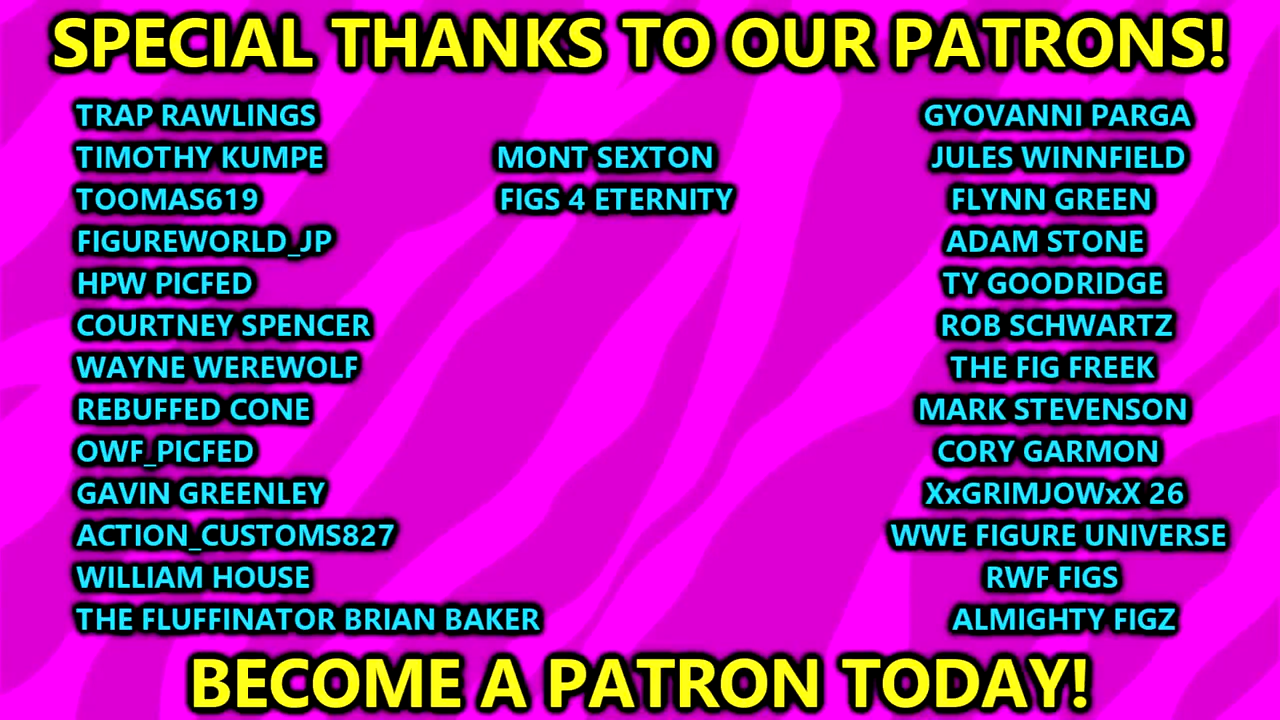 SPECIAL THANKS TO OUR PATRONS!
TRAP RAWLINGS
TIMOTHY KUMPE
TOOMAS619
FIGUREWORLD_JP
HPW PICFED
COURTNEY SPENCER
WAYNE WEREWOLF
REBUFFED CONE
OWF_PICFED
GAVIN GREENLEY
ACTION_CUSTOMS827
WILLIAM HOUSE
THE FLUFFINATOR BRIAN BAKER
MONT SEXTON
FIGS 4 ETERNITY
GYOVANNI PARGA
JULES WINNFIELD
FLYNN GREEN
ADAM STONE
TY GOODRIDGE
ROB SCHWARTZ
THE FIG FREEK
MARK STEVENSON
CORY GARMON
XxGRIMJOWxX 26
WWE FIGURE UNIVERSE
RWF FIGS
ALMIGHTY FIGZ
BECOME A PATRON TODAY!